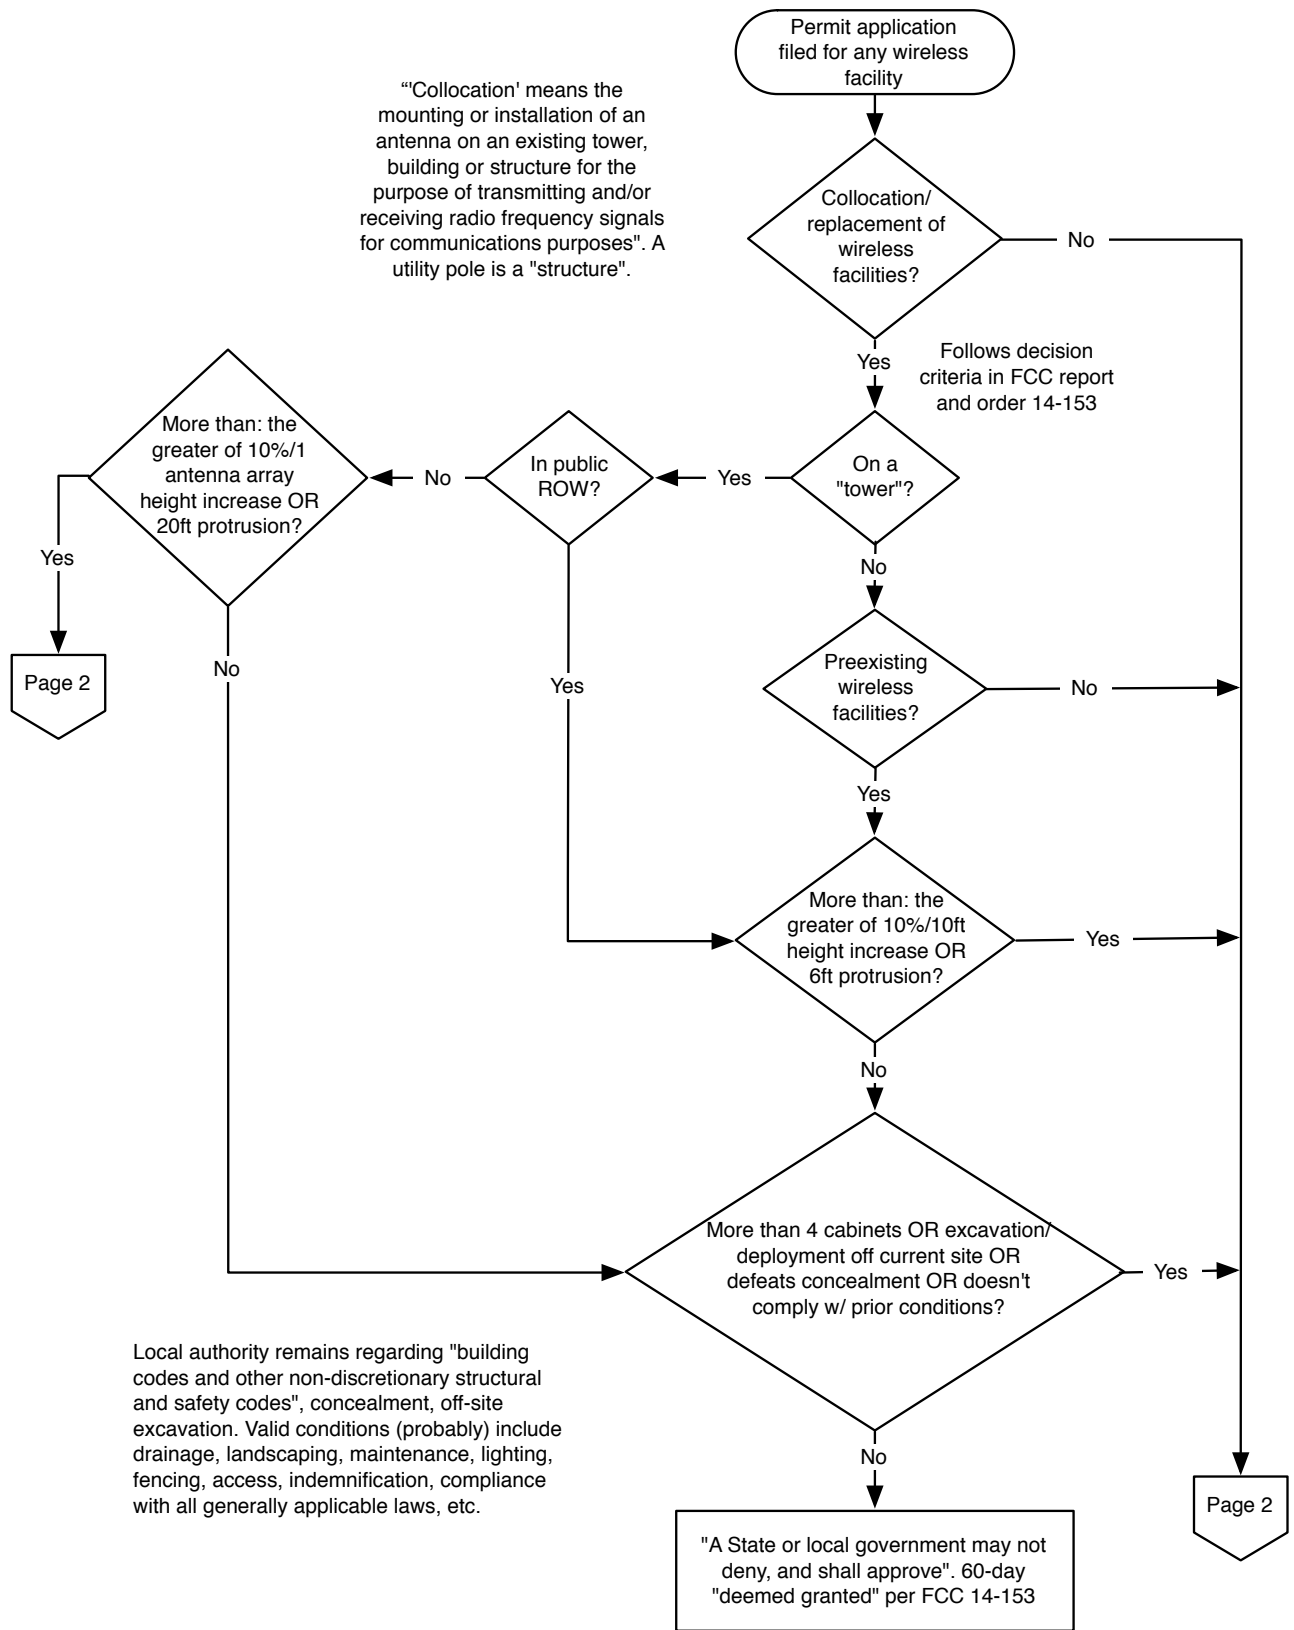 Permit application
filed for any wireless
facility
“'Collocation' means the
mounting or installation of an
antenna on an existing tower,
building or structure for the
purpose of transmitting and/or
receiving radio frequency signals
for communications purposes". A
utility pole is a "structure".
Collocation/
replacement of
wireless
facilities?
No
Yes
Follows decision
criteria in FCC report
and order 14-153
More than: the
greater of 10%/1
antenna array
height increase OR
20ft protrusion?
No
In public
ROW?
Yes
On a
"tower"?
Yes
No
Page 2
No
Yes
Preexisting
wireless
facilities?
No
Yes
More than: the
greater of 10%/10ft
height increase OR
6ft protrusion?
Yes
No
More than 4 cabinets OR excavation/
deployment off current site OR
defeats concealment OR doesn't
comply w/ prior conditions?
Yes
Local authority remains regarding "building
codes and other non-discretionary structural
and safety codes", concealment, off-site
excavation. Valid conditions (probably) include
drainage, landscaping, maintenance, lighting,
fencing, access, indemnification, compliance
with all generally applicable laws, etc.
No
Page 2
"A State or local government may not
deny, and shall approve". 60-day
"deemed granted" per FCC 14-153